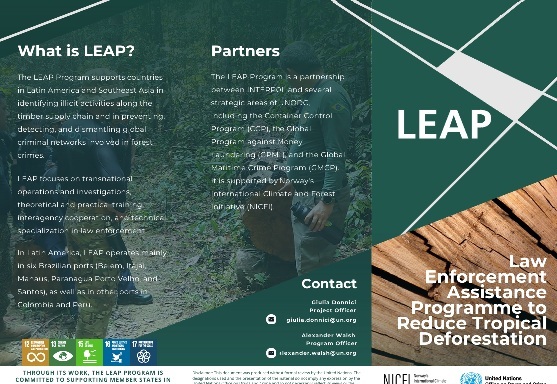 What is LEAP?
The LEAP Program supports countries
in Latin America and Southeast Asia in
identifying illicit activities along the
timber supply chain and in preventing,
detecting, and dismantling global
criminal networks involved in forest
crimes.
LEAP focuses on transnational
operations and investigations,
theoretical and practical training,
interagency cooperation, and technical
specialization in law enforcement.
In Latin America, LEAP operates mainly
in six Brazilian ports (Belem, Itajai,
Manaus, Paranagua, Porto Velho, and
Santos), as well as in other ports in
Colombia and Peru.
12
13
15
16
17
THROUGH ITS WORK, THE LEAP PROGRAM IS
COMMITTED TO SUPPORTING MEMBER STATES IN
Partners
The LEAP Program is a partnership
between INTERPOL and several
strategic areas of UNODC,
including the Container Control
Program (CCP), the Global
Program against Money
Laundering (GPML), and the Global
Maritime Crime Program (GMCP).
It is supported by Norway's
International Climate and Forest
Initiative (NICFI).
Contact
Giulia Donnici
Project Officer
giulia.donnici@un.org
Alexander Walsh
Program Officer
alexander.walsh@un.org
LEAP
Law
Enforcement
Assistance
Programme to
Reduce Tropical
Deforestation
NICFI
United Nations